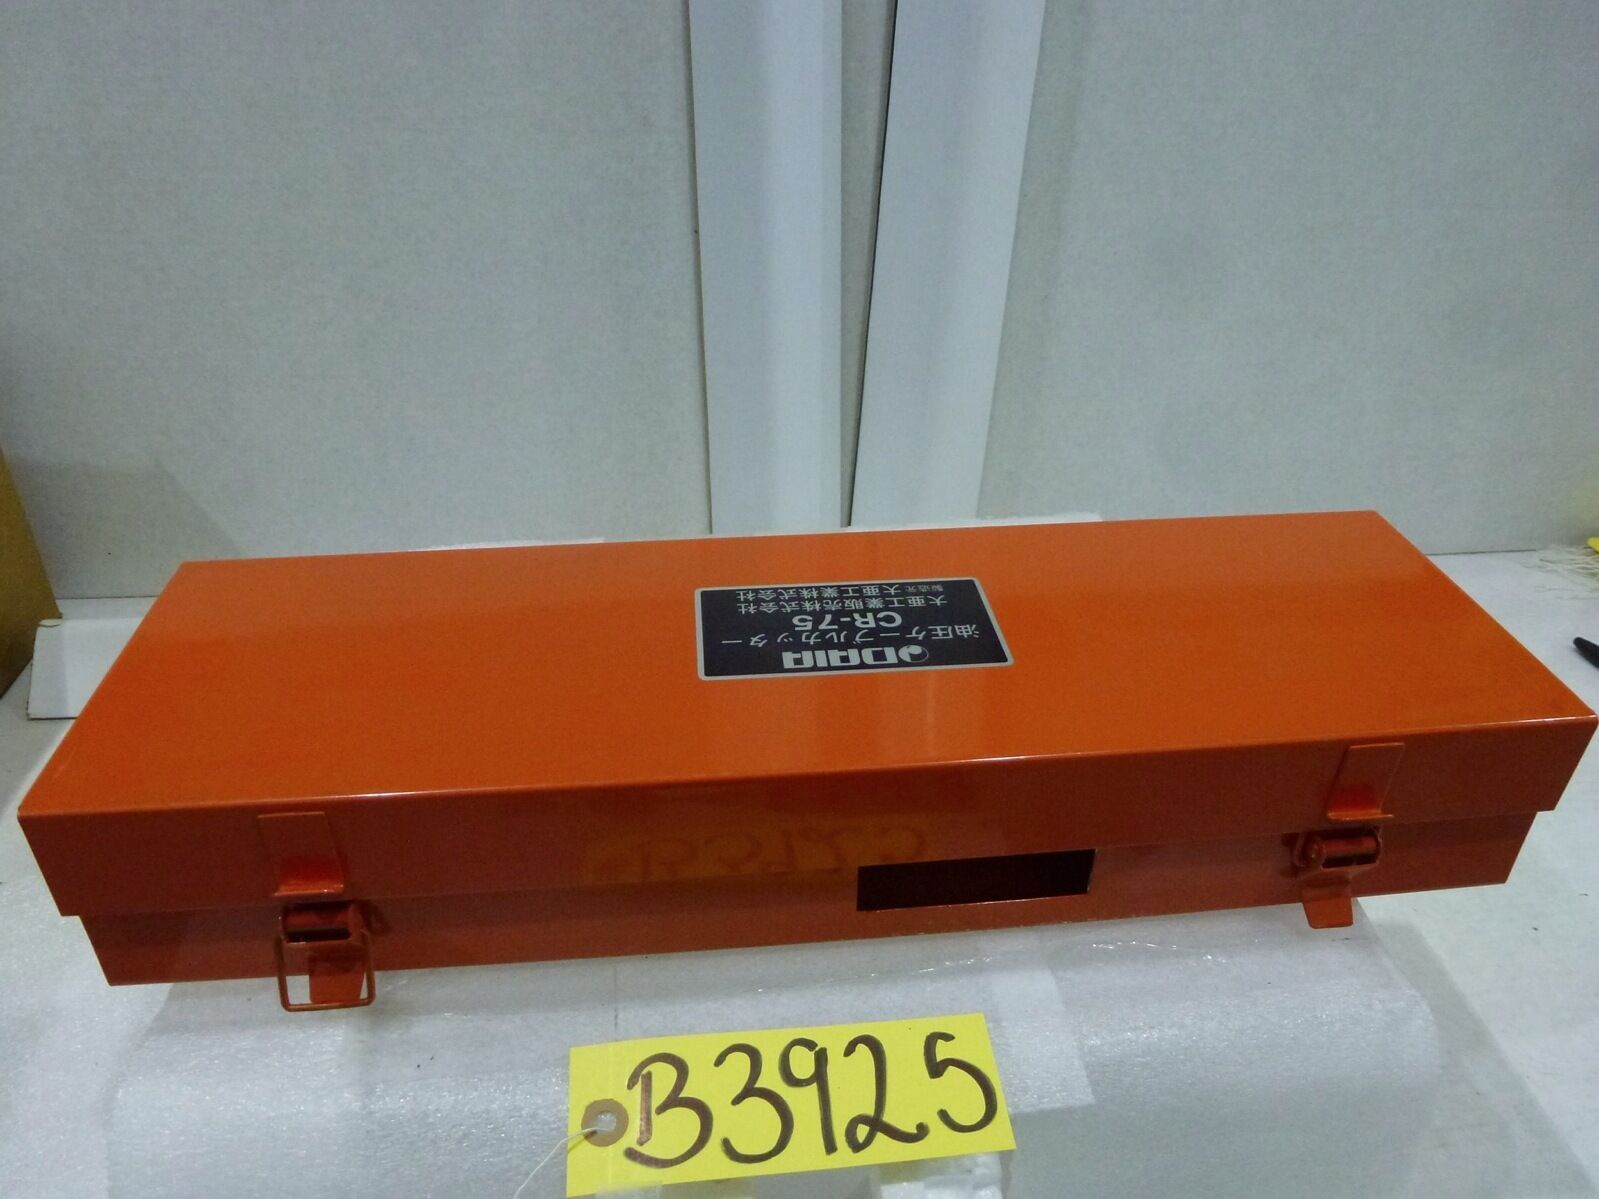 DAIA
油圧ケーブルカッター
CR-75
大亜工業販売株式会社
製造元 大亜工業株式会社
B3925